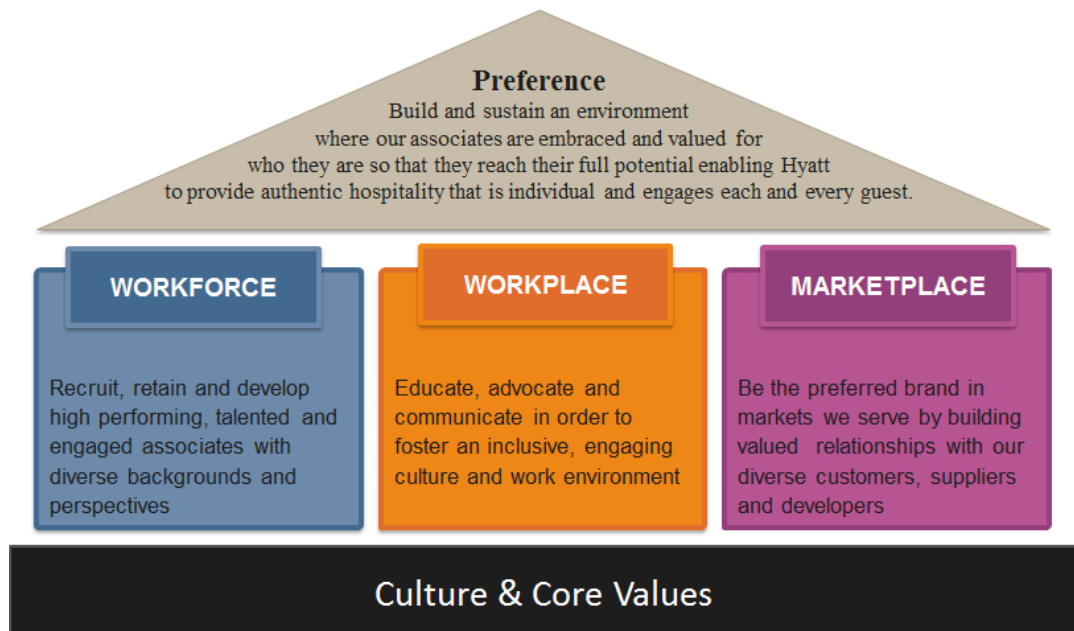 Preference
Build and sustain an environment
where our associates are embraced and valued for
who they are so that they reach their full potential enabling Hyatt
to provide authentic hospitality that is individual and engages each and every guest.
WORKFORCE
Recruit, retain and develop
high performing, talented and
engaged associates with
diverse backgrounds and
perspectives
WORKPLACE
Educate, advocate and
communicate in order to
foster an inclusive, engaging
culture and work environment
MARKETPLACE
Be the preferred brand in
markets we serve by building
valued relationships with our
diverse customers, suppliers
and developers
Culture & Core Values